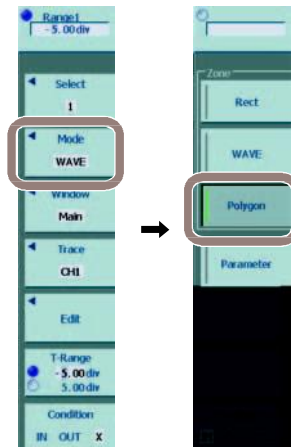 Range1
- 5.00div
Select
1
Mode
WAVE
Window
Main
Trace
CH1
Edit
T-Range
- 5.00div
5.00div
Condition
IN OUT X
Zone
Rect
WAVE
Polygon
Parameter